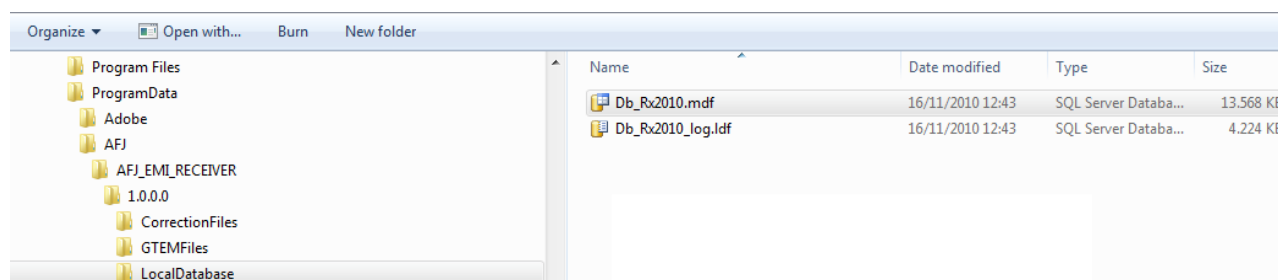 Organize Open with... Burn New folder
Program Files
ProgramData
Adobe
AFJ
AFJ_EMI_RECEIVER
1.0.0.0
CorrectionFiles
GTEMFiles
LocalDatabase
Name Date modified Type Size
Db_Rx2010.mdf 16/11/2010 12:43 SQL Server Databa... 13.568 KB
Db_Rx2010_log.ldf 16/11/2010 12:43 SQL Server Databa... 4.224 KB